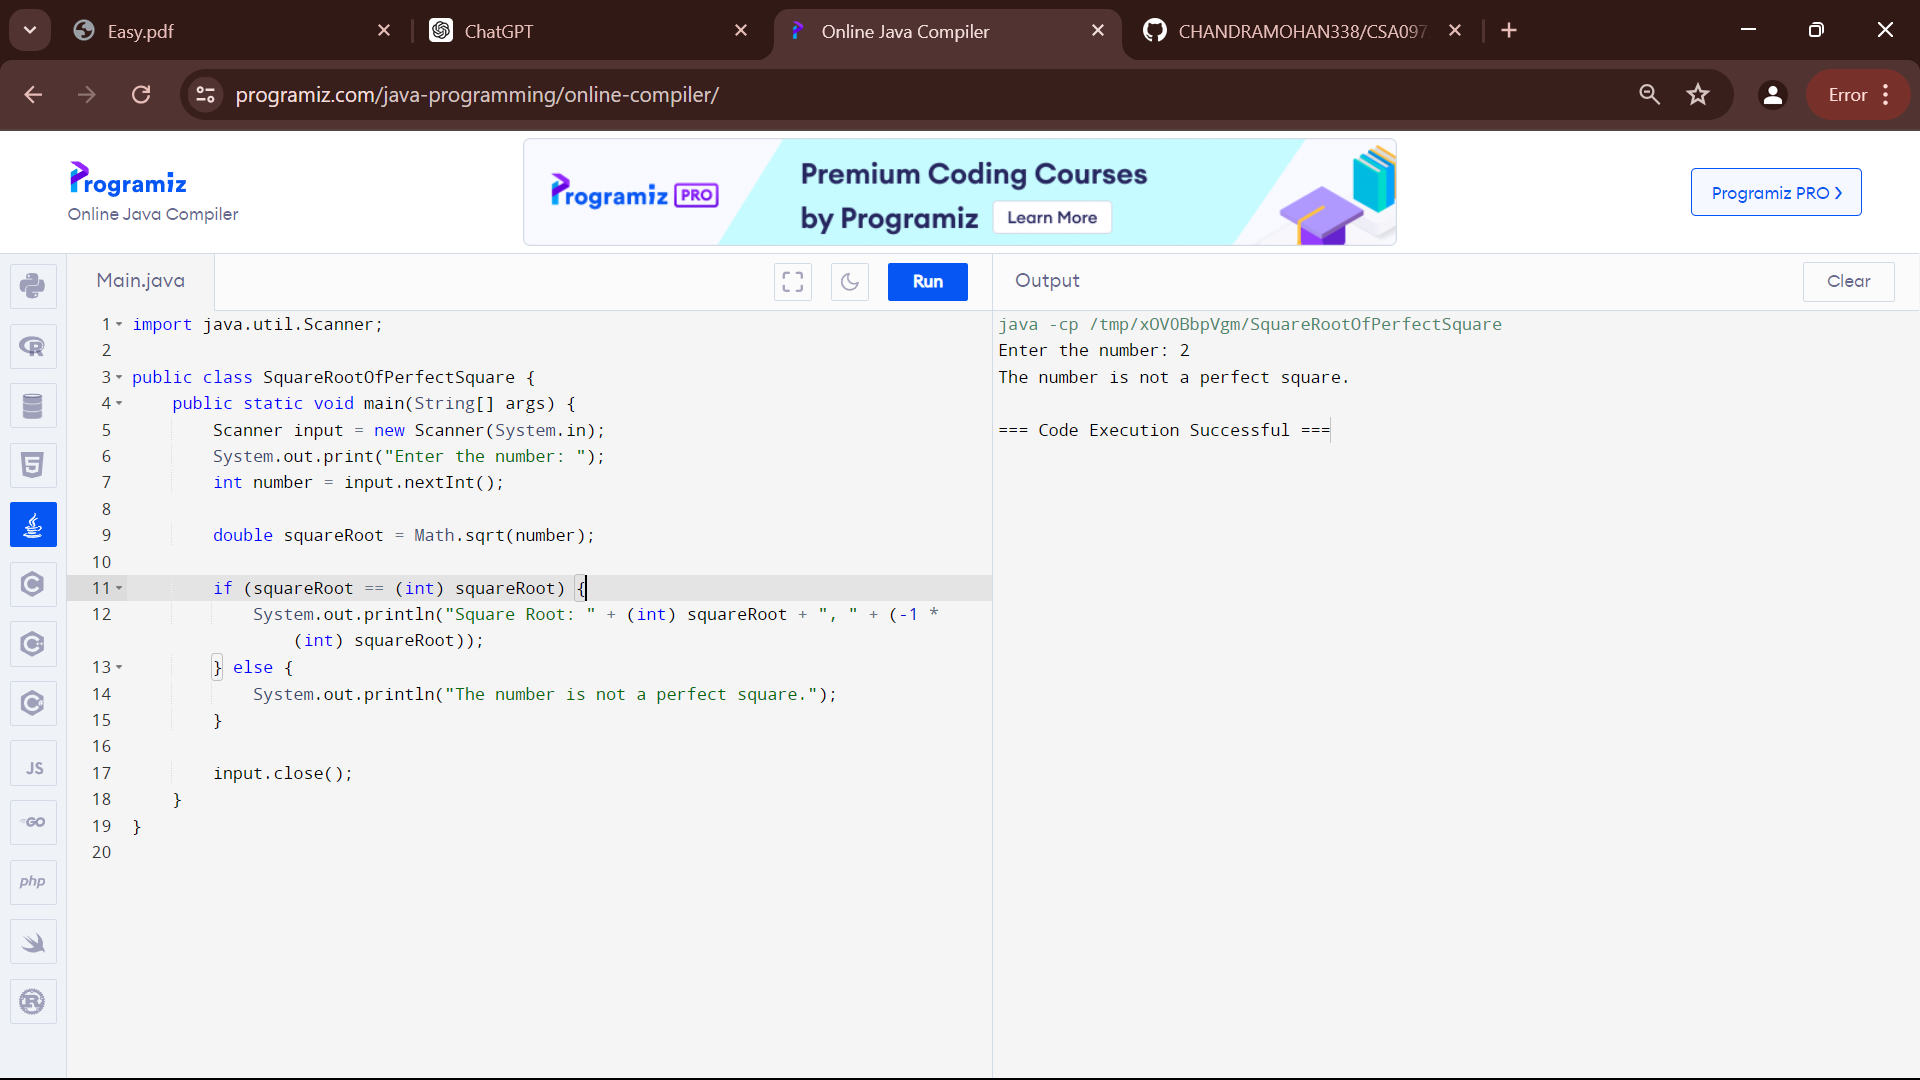 Easy.pdf
ChatGPT
Online Java Compiler
CHANDRAMOHAN338/CSA097
programiz.com/java-programming/online-compiler/
Error
Programiz
Online Java Compiler
Programiz PRO
Premium Coding Courses
by Programiz
Learn More
Programiz PRO >
Main.java
Run
Output
Clear
1 import java.util.Scanner;
2
3 public class SquareRootOfPerfectSquare {
4     public static void main(String[] args) {
5         Scanner input = new Scanner(System.in);
6         System.out.print("Enter the number: ");
7         int number = input.nextInt();
8
9         double squareRoot = Math.sqrt(number);
10
11         if (squareRoot == (int) squareRoot) {
12             System.out.println("Square Root: " + (int) squareRoot + ", " + (-1 *
                (int) squareRoot));
13         } else {
14             System.out.println("The number is not a perfect square.");
15         }
16
17         input.close();
18     }
19 }
20
java -cp /tmp/xOV0BbpVgm/SquareRootOfPerfectSquare
Enter the number: 2
The number is not a perfect square.
=== Code Execution Successful ===
R
5
C
C
C
JS
GO
php
R